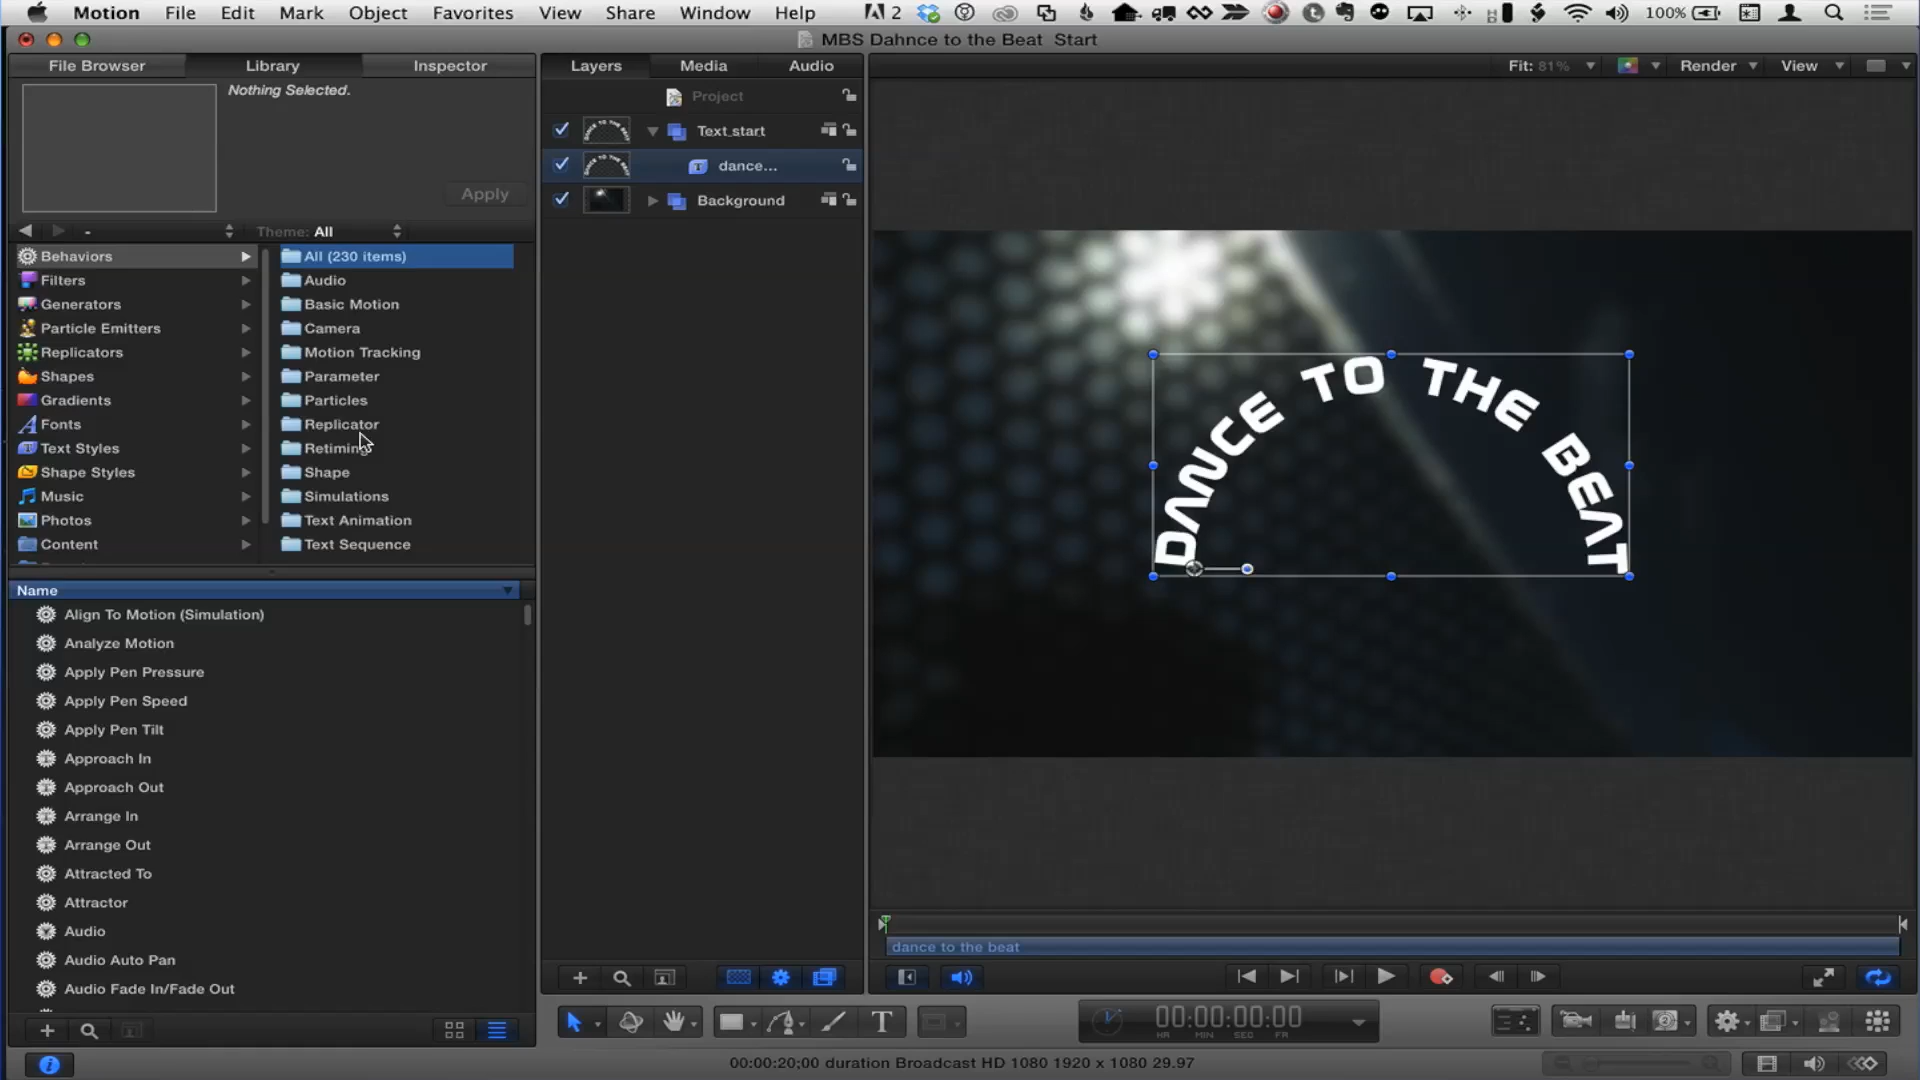 Motion File Edit Mark Object Favorites View Share Window Help 2 100%
MBS Dahnce to the Beat Start
File Browser Library Inspector
Nothing Selected.
Apply
- Theme: All
Behaviors
Filters
Generators
Particle Emitters
Replicators
Shapes
Gradients
Fonts
Text Styles
Shape Styles
Music
Photos
Content
All (230 items)
Audio
Basic Motion
Camera
Motion Tracking
Parameter
Particles
Replicator
Retiming
Shape
Simulations
Text Animation
Text Sequence
Name
Align To Motion (Simulation)
Analyze Motion
Apply Pen Pressure
Apply Pen Speed
Apply Pen Tilt
Approach In
Approach Out
Arrange In
Arrange Out
Attracted To
Attractor
Audio
Audio Auto Pan
Audio Fade In/Fade Out
Layers Media Audio
Project
Text_start
dance...
Background
Fit: 81% Render View
DANCE TO THE BEAT
dance to the beat
T
00:00:00:00
HR MIN SEC FR
00:00:20;00 duration Broadcast HD 1080 1920 x 1080 29.97